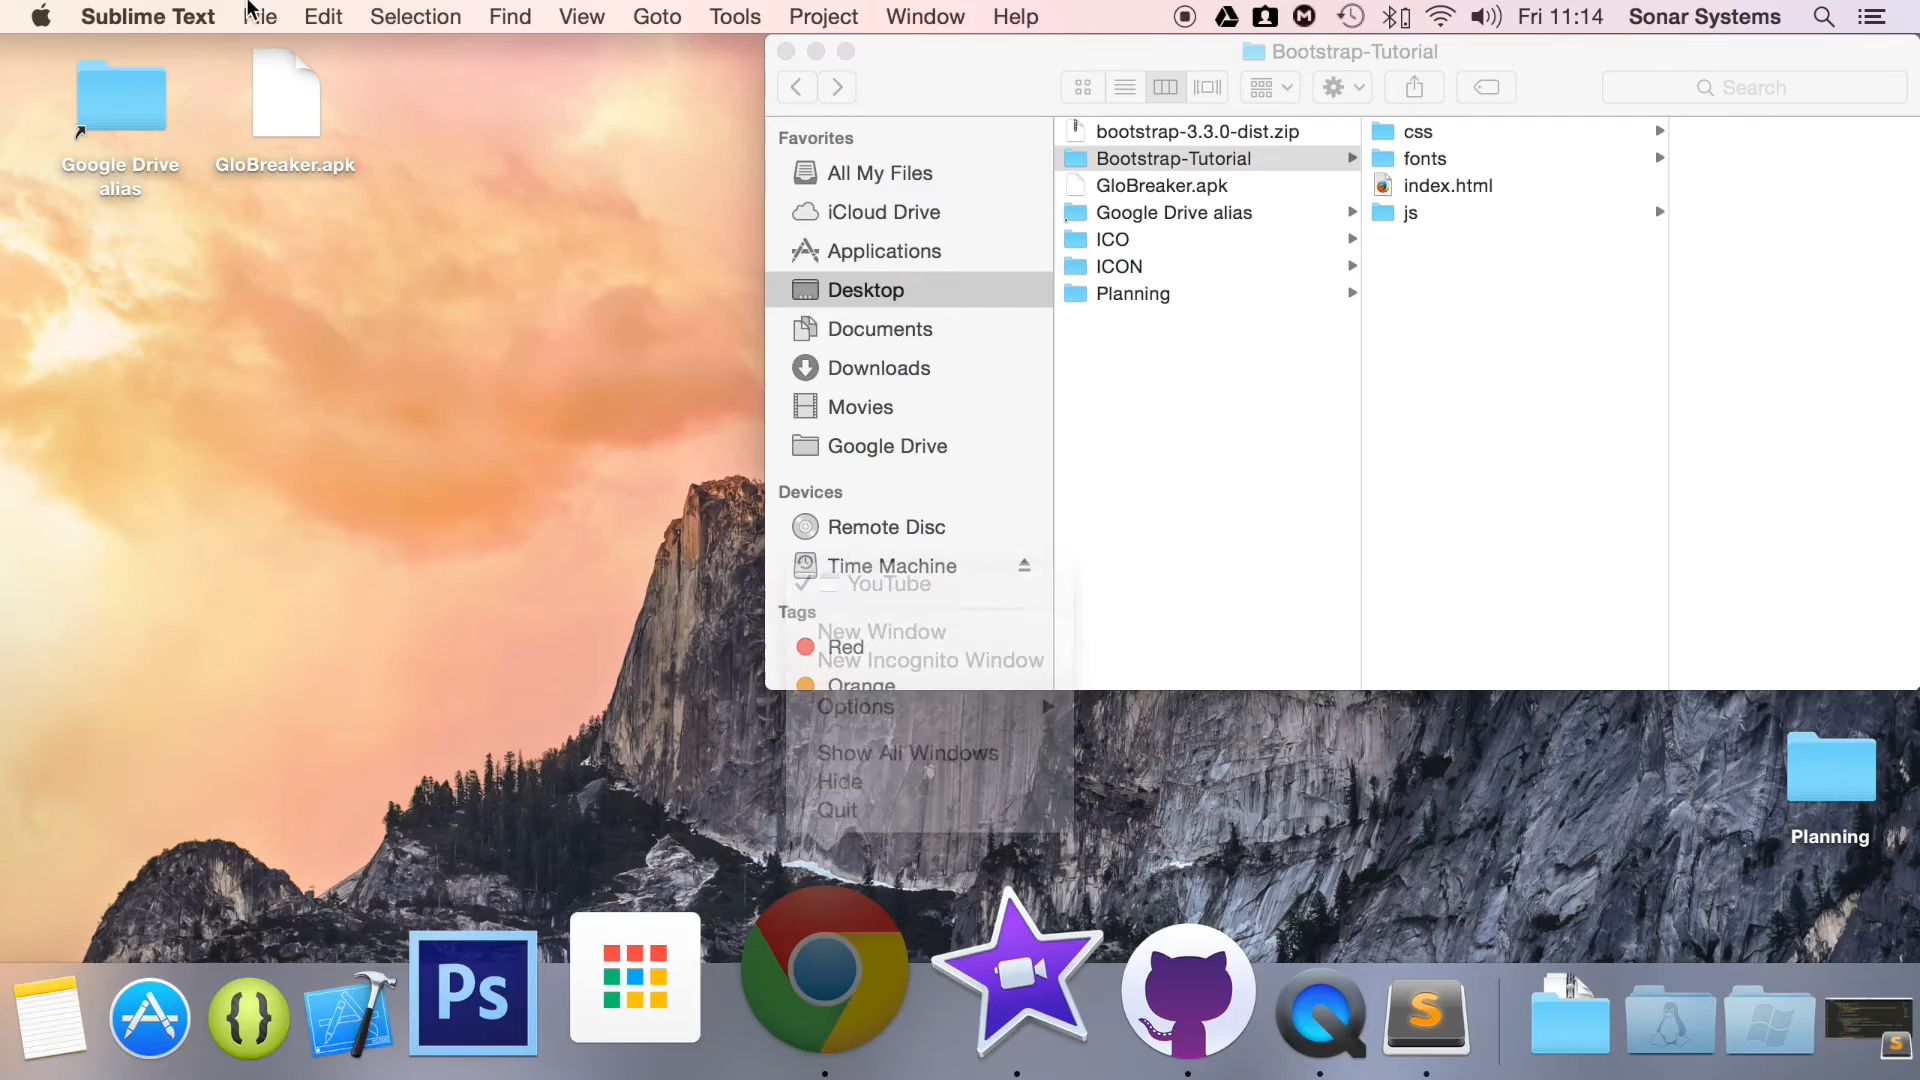 Sublime Text File Edit Selection Find View Goto Tools Project Window Help Fri 11:14 Sonar Systems
Google Drive alias
GloBreaker.apk
Bootstrap-Tutorial
Search
Favorites
All My Files
iCloud Drive
Applications
Desktop
Documents
Downloads
Movies
Google Drive
Devices
Remote Disc
Time Machine
Tags
Red
Orange
bootstrap-3.3.0-dist.zip
Bootstrap-Tutorial
GloBreaker.apk
Google Drive alias
ICO
ICON
Planning
css
fonts
index.html
js
YouTube
New Window
New Incognito Window
Options
Show All Windows
Hide
Quit
Planning
Ps
S
S